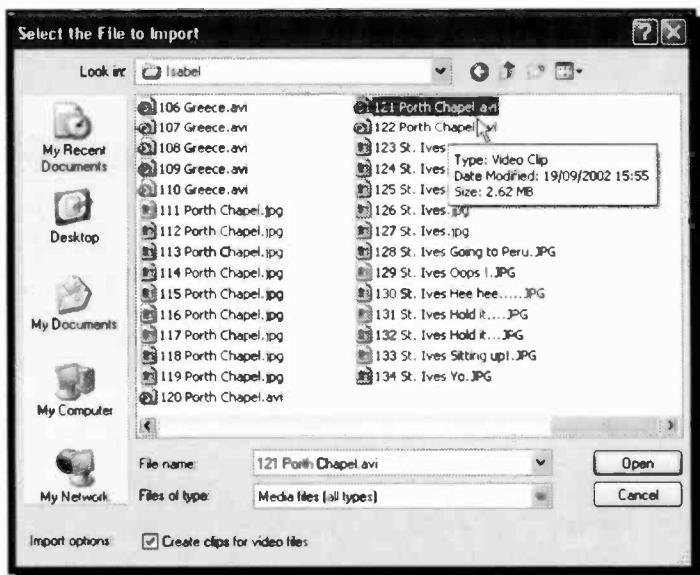 Select the File to Import
Look in: Isabel
My Recent Documents
Desktop
My Documents
My Computer
My Network
106 Greece.avi
107 Greece.avi
108 Greece.avi
109 Greece.avi
110 Greece.avi
111 Porth Chapel.jpg
112 Porth Chapel.jpg
113 Porth Chapel.jpg
114 Porth Chapel.jpg
115 Porth Chapel.jpg
116 Porth Chapel.jpg
117 Porth Chapel.jpg
118 Porth Chapel.jpg
119 Porth Chapel.jpg
120 Porth Chapel.avi
121 Porth Chapel.avi
122 Porth Chapel
123 St. Ives
124 St. Ives
125 St. Ives
126 St. Ives.jpg
127 St. Ives.jpg
128 St. Ives Going to Peru.JPG
129 St. Ives Oops !.JPG
130 St. Ives Hee hee.....JPG
131 St. Ives Hold it....JPG
132 St. Ives Hold it....JPG
133 St. Ives Sitting up!.JPG
134 St. Ives Yo.JPG
Type: Video Clip
Date Modified: 19/09/2002 15:55
Size: 2.62 MB
File name: 121 Porth Chapel.avi
Open
Files of type: Media files (all types)
Cancel
Import options: Create clips for video files